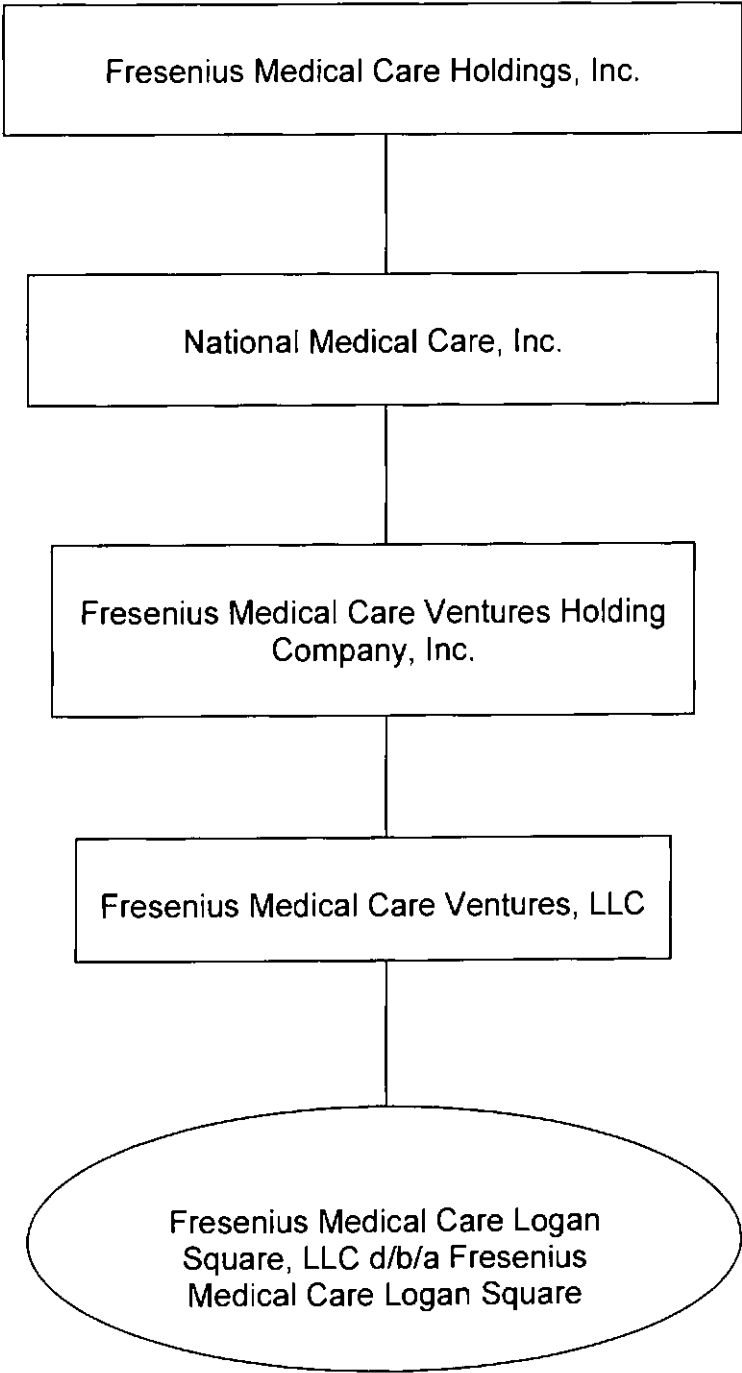 Fresenius Medical Care Holdings, Inc.
National Medical Care, Inc.
Fresenius Medical Care Ventures Holding
Company, Inc.
Fresenius Medical Care Ventures, LLC
Fresenius Medical Care Logan
Square, LLC d/b/a Fresenius
Medical Care Logan Square